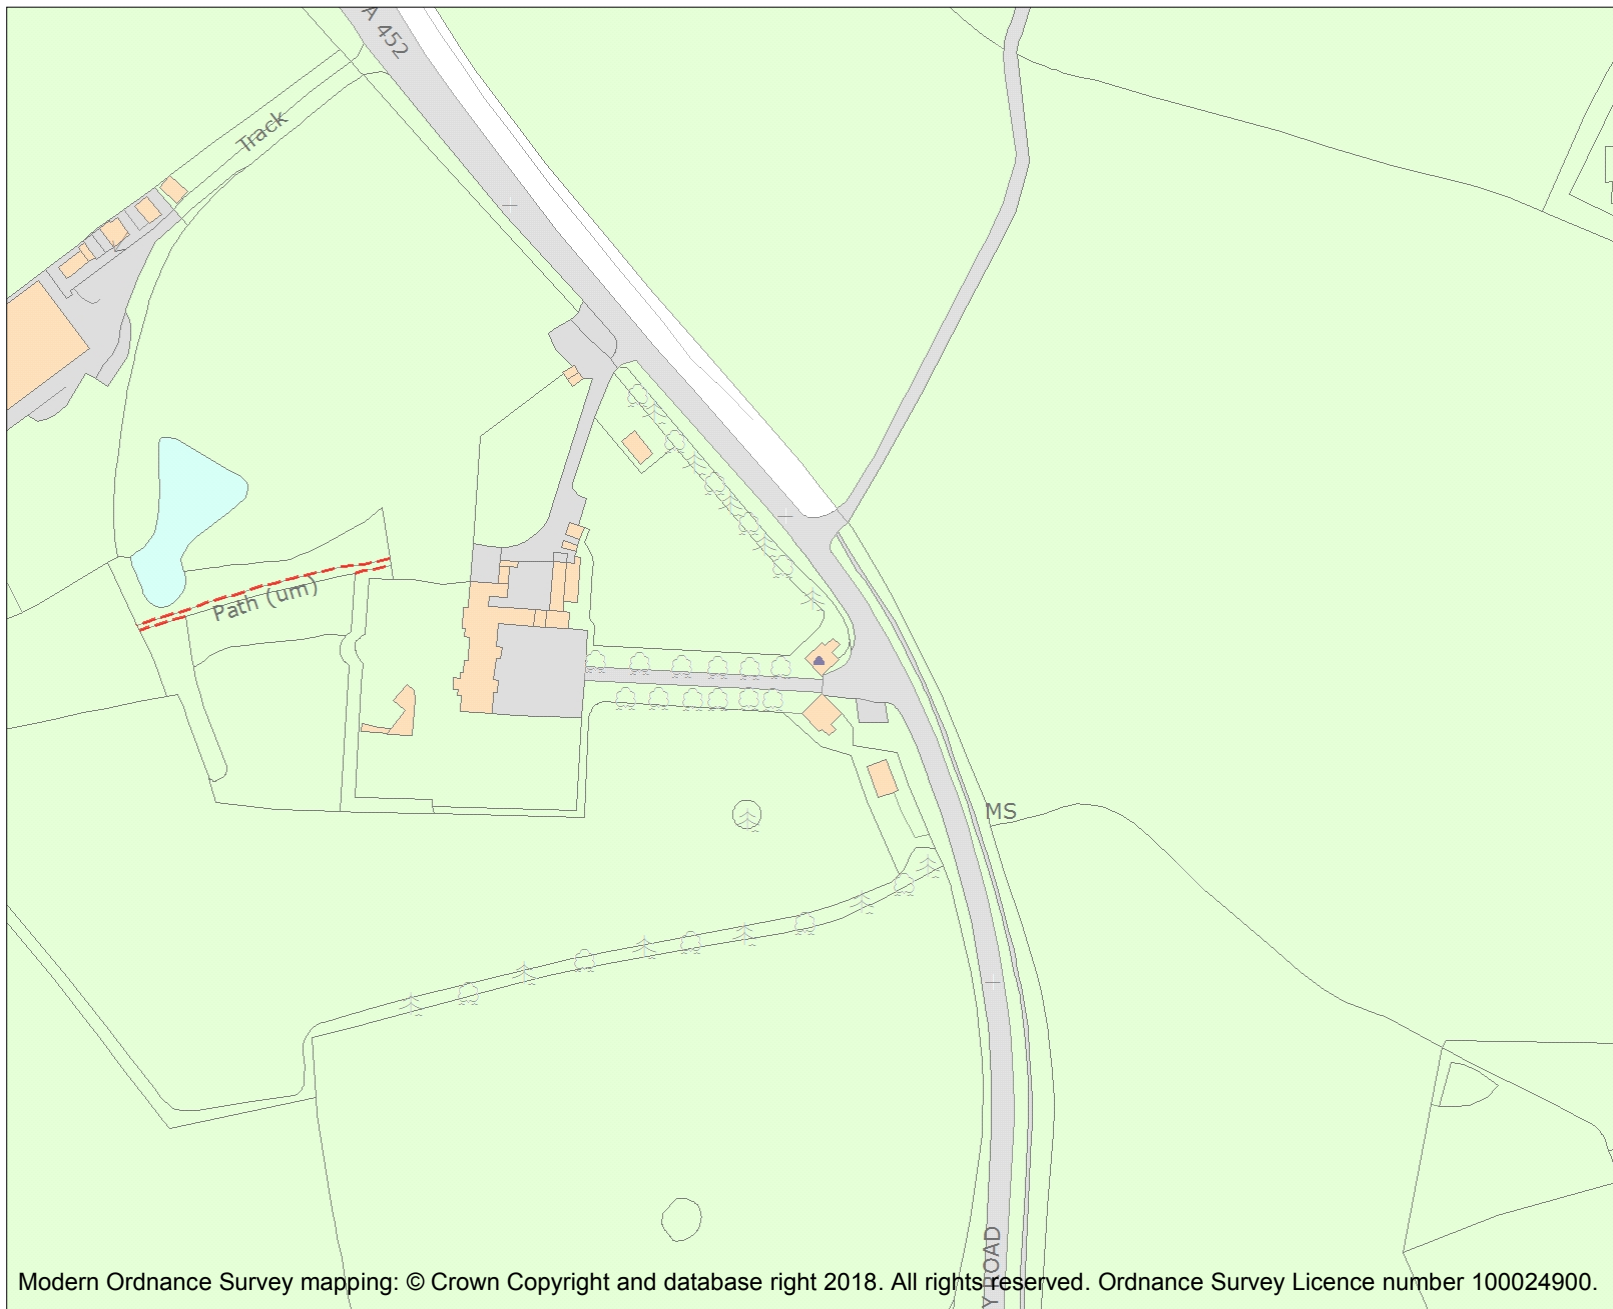 A 452
Track
Path (um)
MS
Y ROAD
Modern Ordnance Survey mapping: © Crown Copyright and database right 2018. All rights reserved. Ordnance Survey Licence number 100024900.